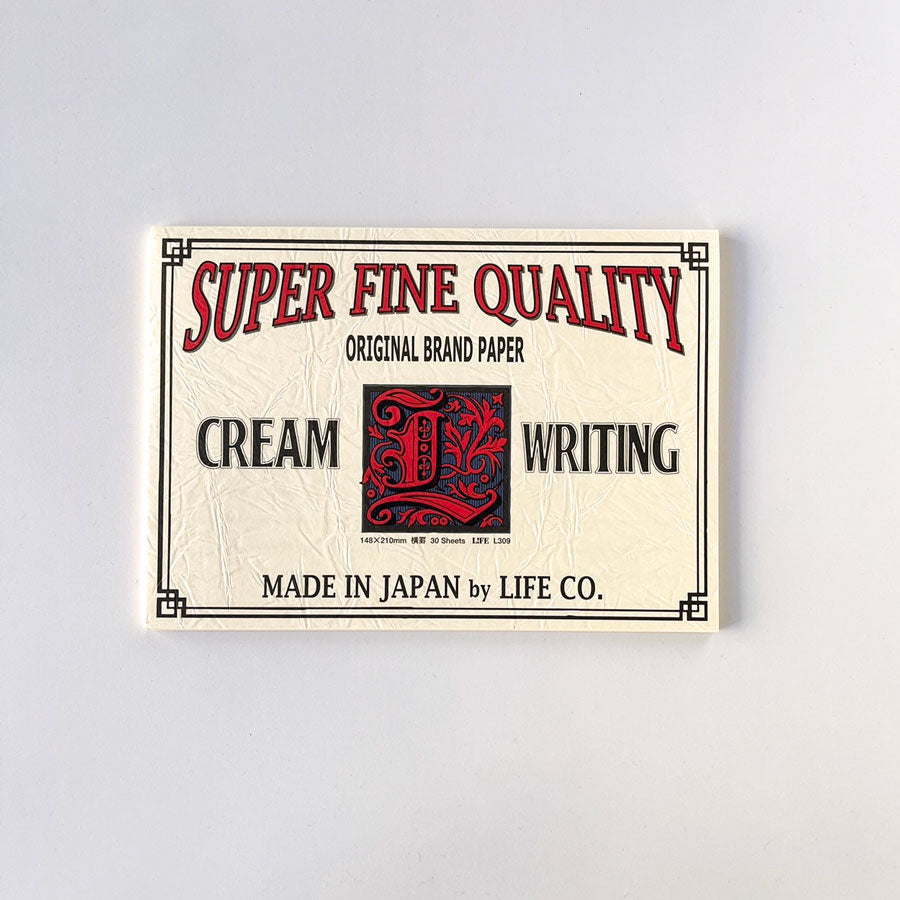 SUPER FINE QUALITY
ORIGINAL BRAND PAPER
CREAM L WRITING
148×210mm 横罫 30 Sheets L!FE L309
MADE IN JAPAN by LIFE CO.